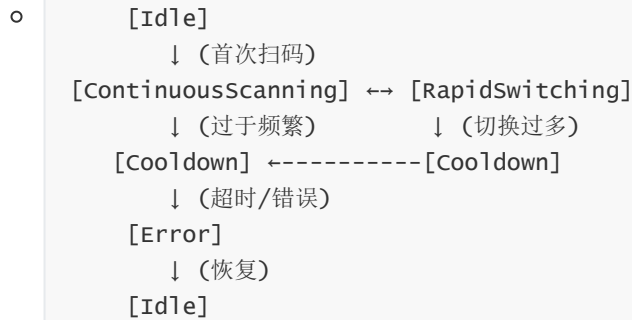 [Idle]
↓ (首次扫码)
[ContinuousScanning] ←→ [RapidSwitching]
↓ (过于频繁) ↓ (切换过多)
[Cooldown] ←----------[Cooldown]
↓ (超时/错误)
[Error]
↓ (恢复)
[Idle]